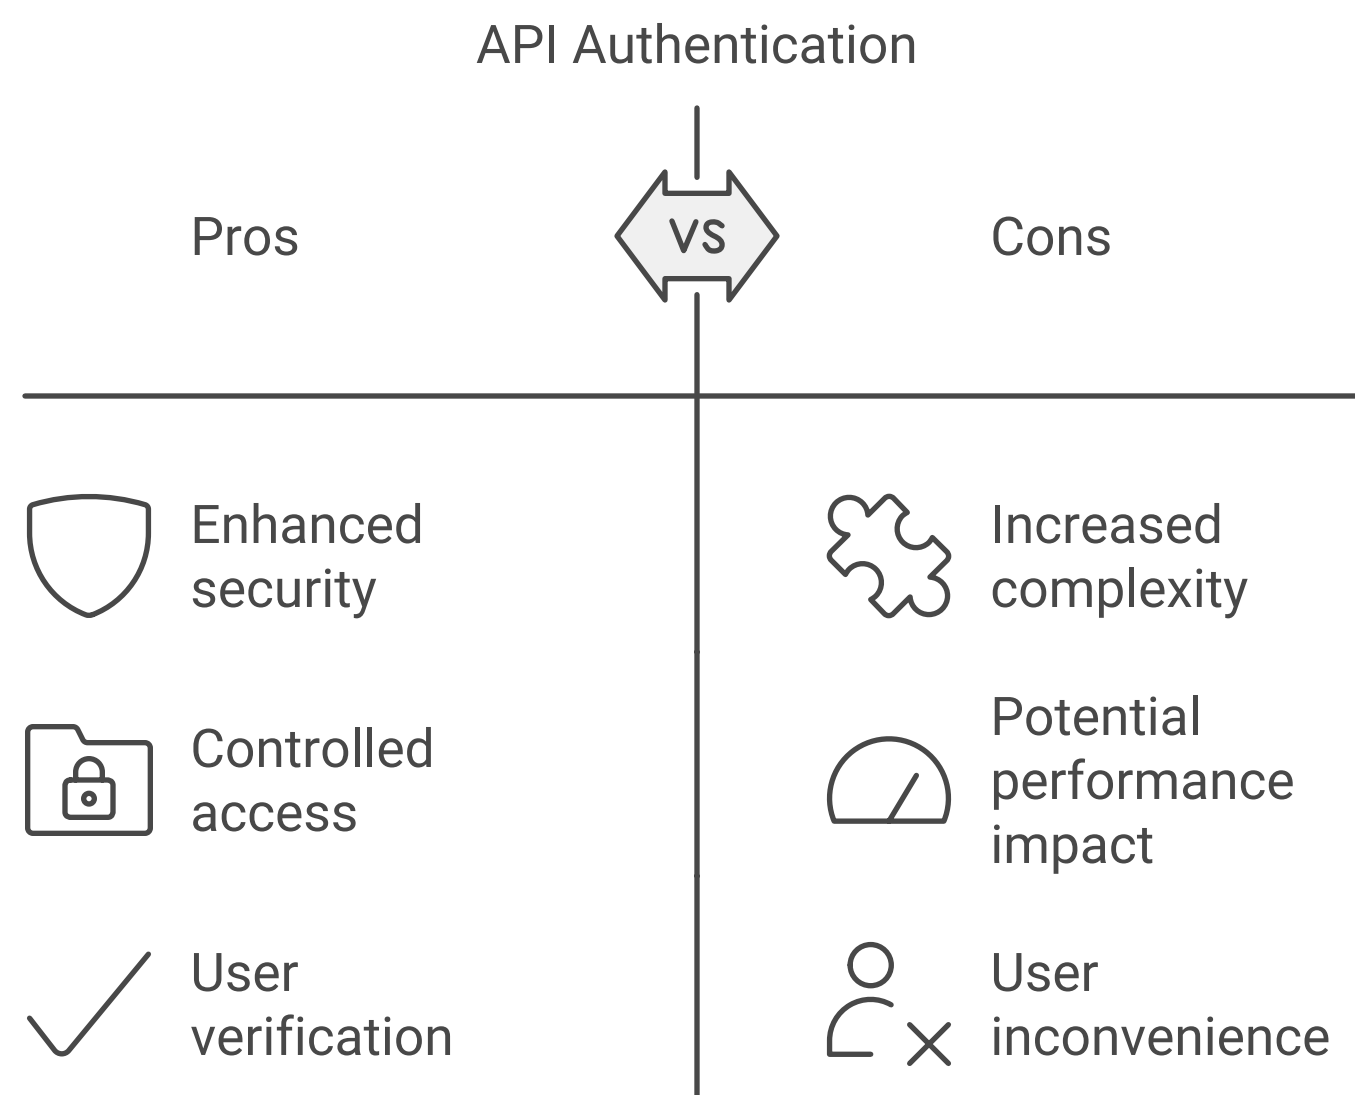 API Authentication
Pros
VS
Cons
Enhanced
security
Increased
complexity
Controlled
access
Potential
performance
impact
User
verification
User
inconvenience